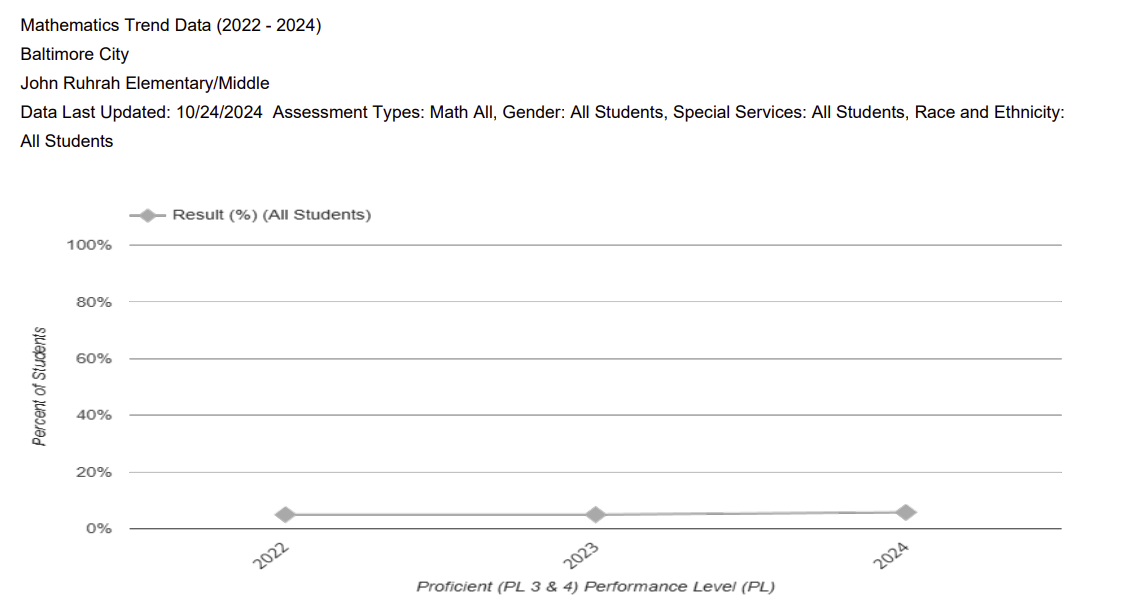 Mathematics Trend Data (2022 - 2024)
Baltimore City
John Ruhrah Elementary/Middle
Data Last Updated: 10/24/2024  Assessment Types: Math All, Gender: All Students, Special Services: All Students, Race and Ethnicity:
All Students
Result (%) (All Students)
100%
80%
60%
40%
20%
0%
Percent of Students
2022
2023
2024
Proficient (PL 3 & 4) Performance Level (PL)